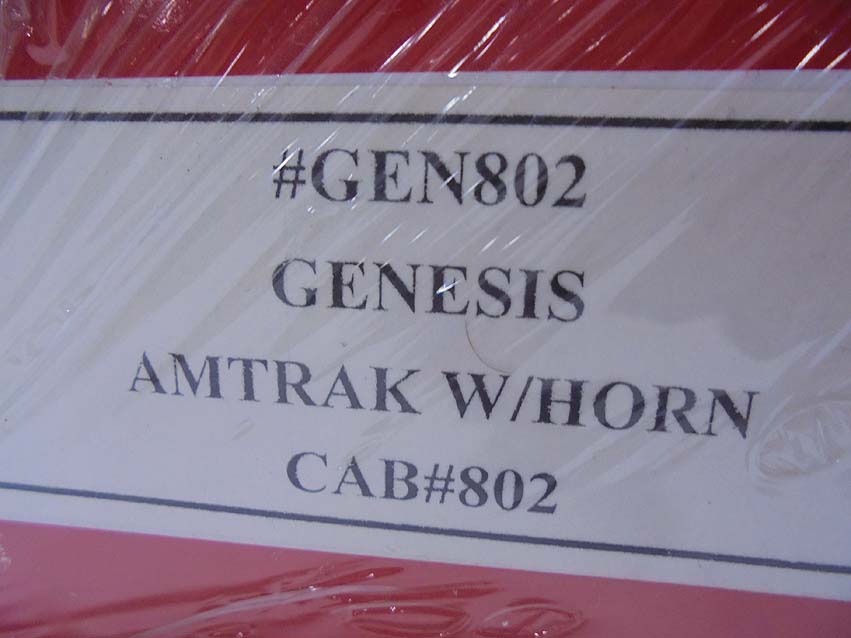 #GEN802
GENESIS
AMTRAK W/HORN
CAB#802